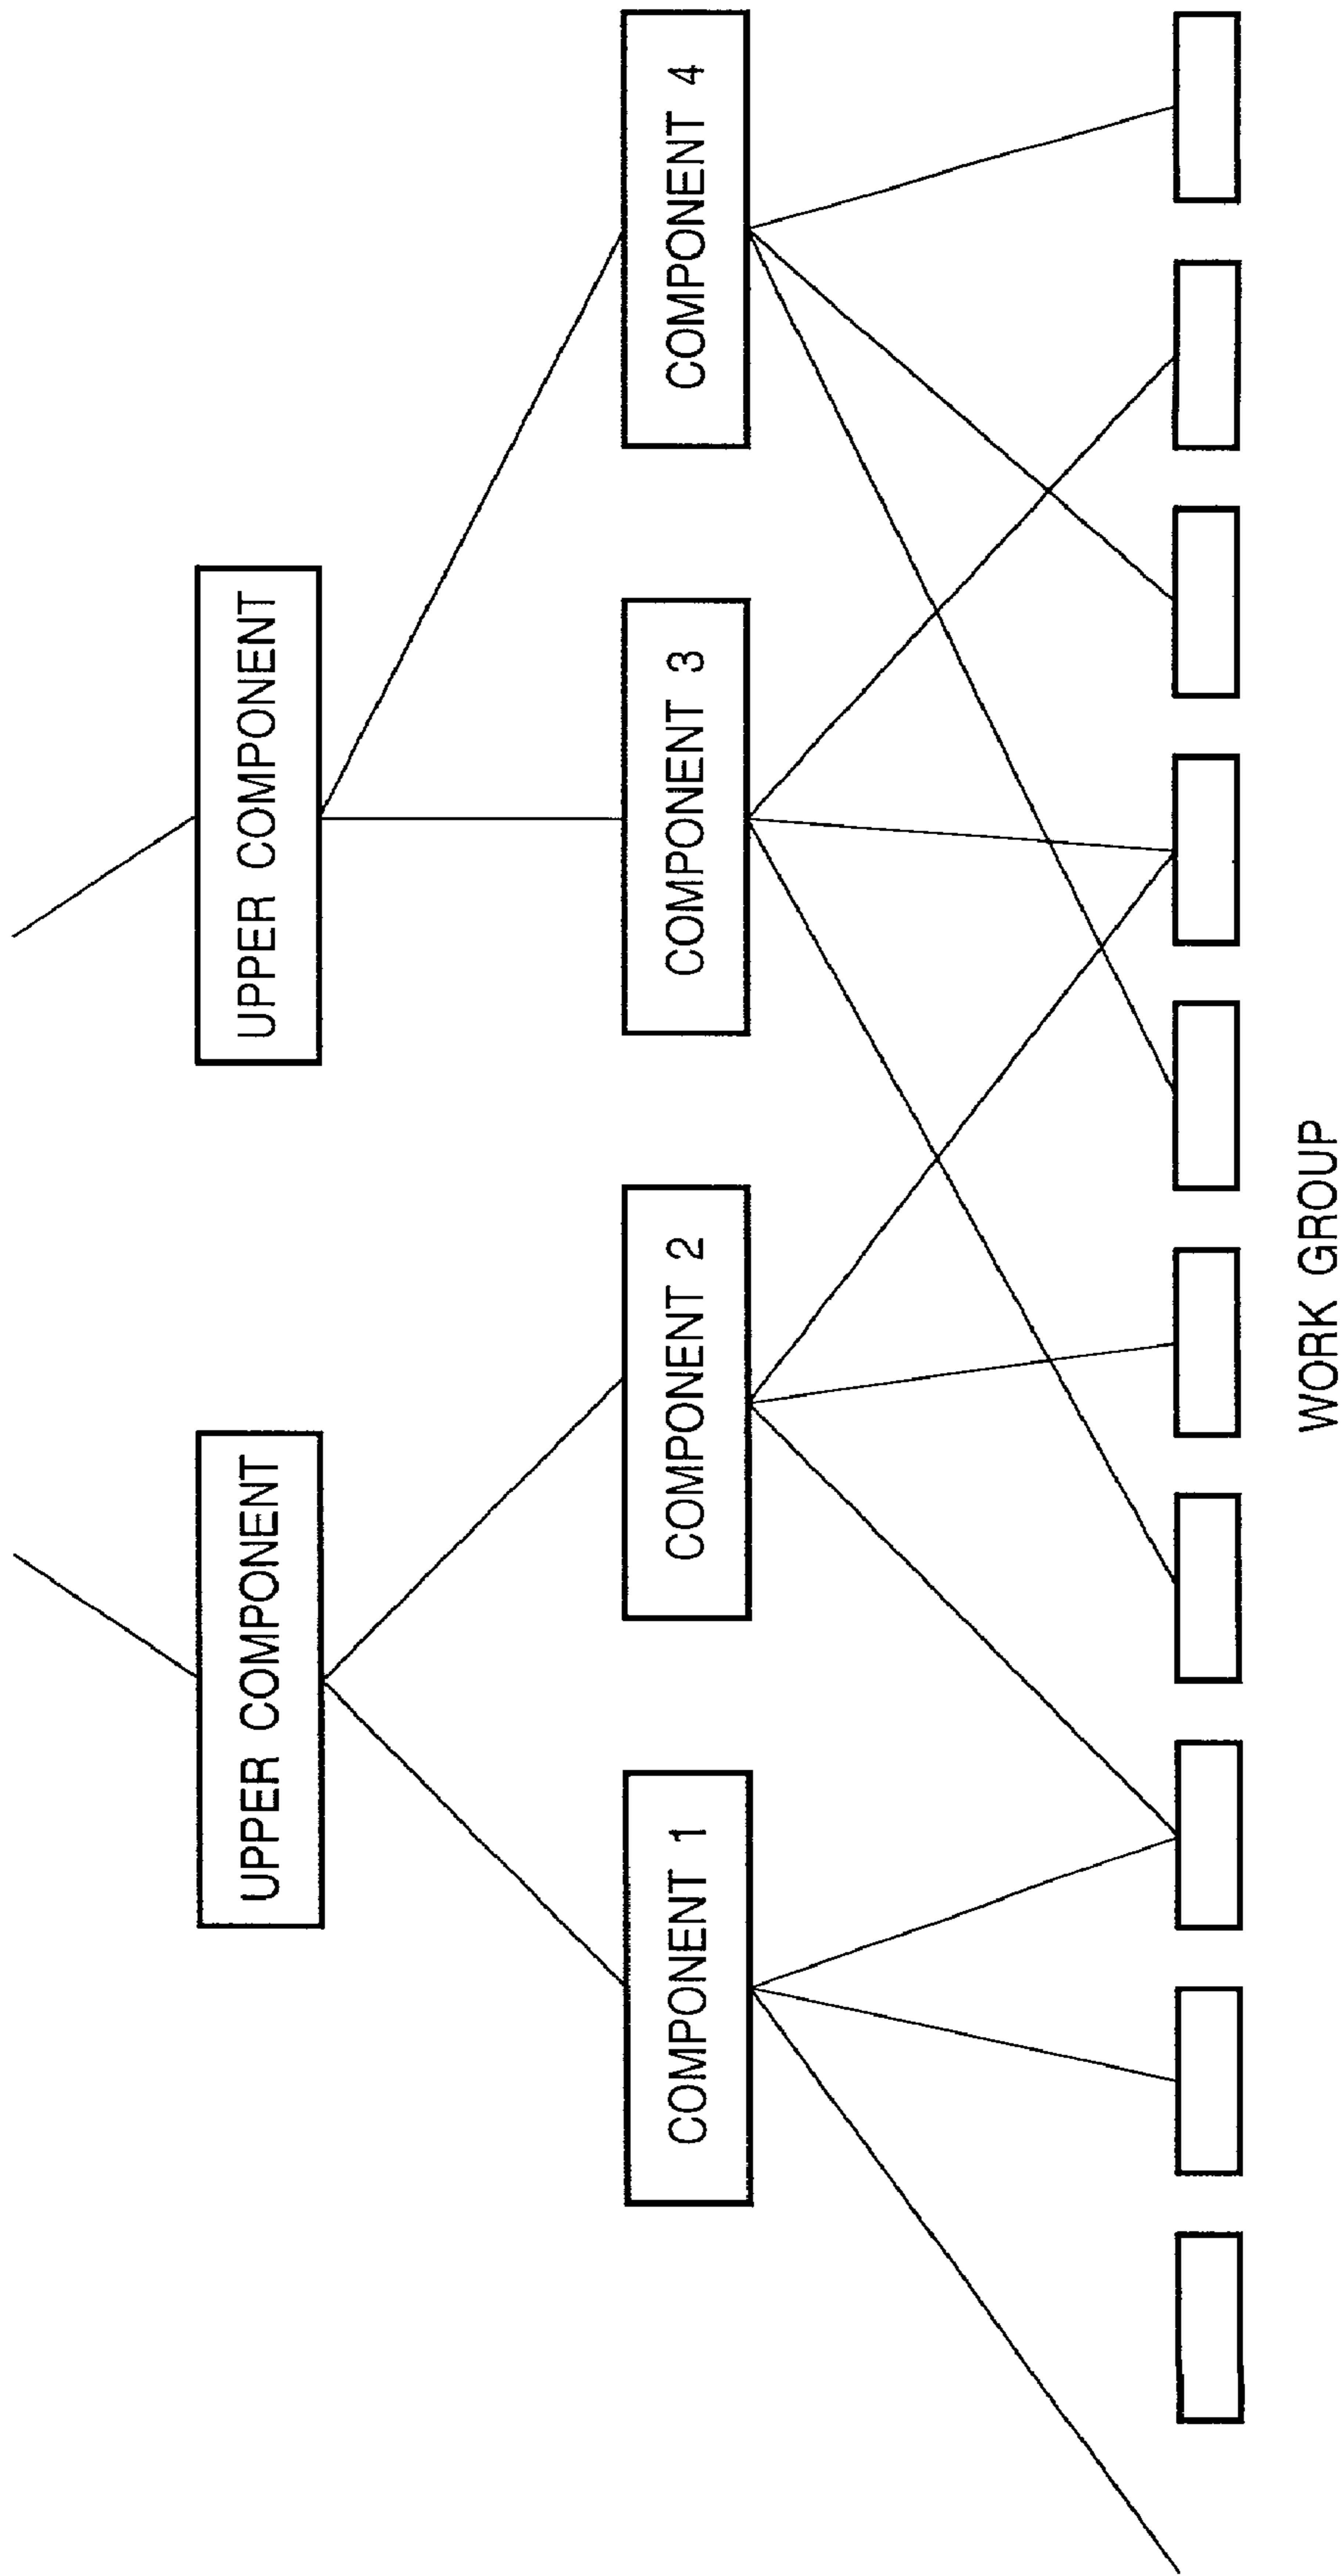 UPPER COMPONENT
UPPER COMPONENT
COMPONENT 1
COMPONENT 2
COMPONENT 3
COMPONENT 4
WORK GROUP